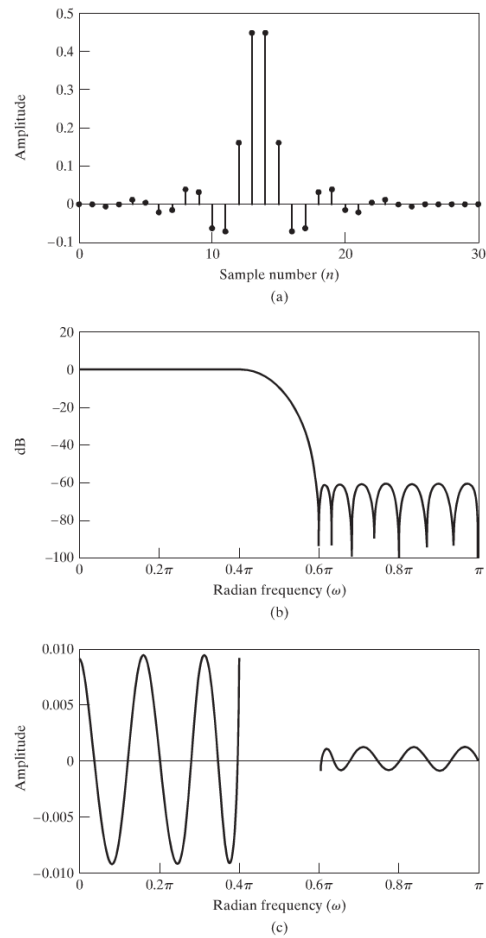 0.5
0.4
0.3
0.2
0.1
0
−0.1
Amplitude
0
10
20
30
Sample number (n)
(a)
20
0
−20
−40
−60
−80
−100
dB
0
0.2π
0.4π
0.6π
0.8π
π
Radian frequency (ω)
(b)
0.010
0.005
0
−0.005
−0.010
Amplitude
0
0.2π
0.4π
0.6π
0.8π
π
Radian frequency (ω)
(c)